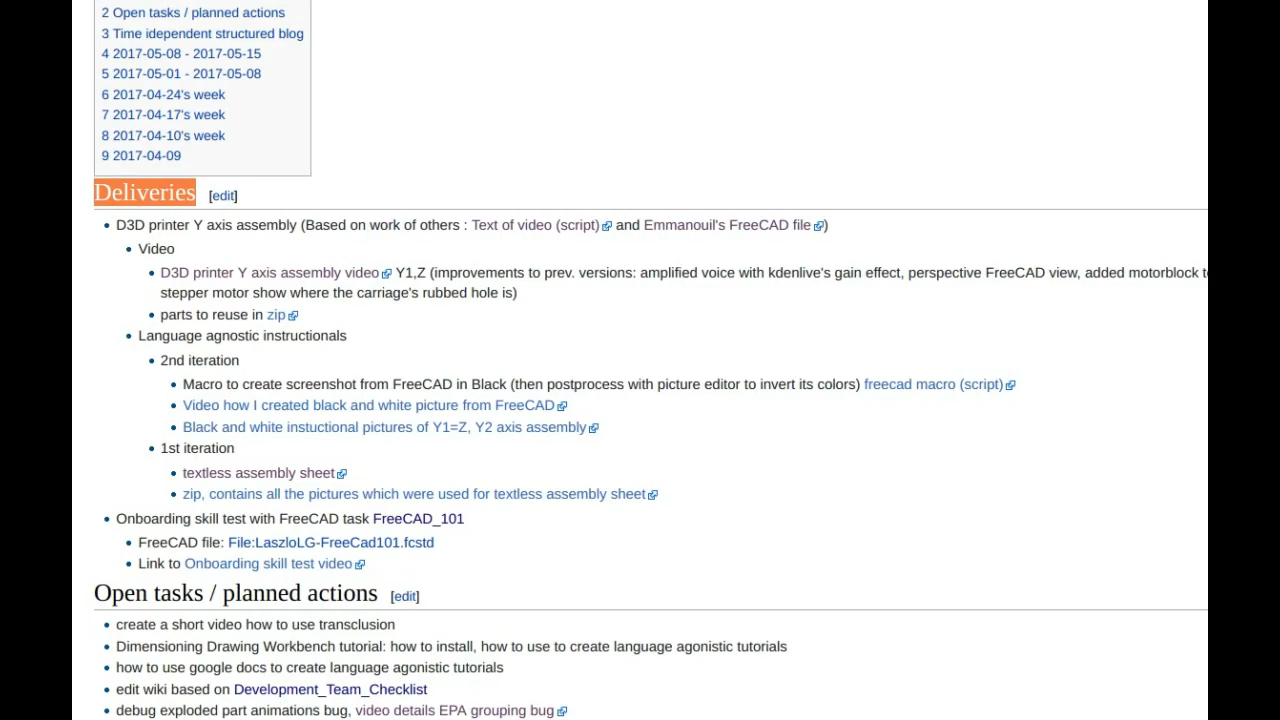 2 Open tasks / planned actions
3 Time idependent structured blog
4 2017-05-08 - 2017-05-15
5 2017-05-01 - 2017-05-08
6 2017-04-24's week
7 2017-04-17's week
8 2017-04-10's week
9 2017-04-09
Deliveries [edit]
D3D printer Y axis assembly (Based on work of others : Text of video (script) and Emmanouil's FreeCAD file)
Video
D3D printer Y axis assembly video Y1,Z (improvements to prev. versions: amplified voice with kdenlive's gain effect, perspective FreeCAD view, added motorblock
stepper motor show where the carriage's rubbed hole is)
parts to reuse in zip
Language agnostic instructionals
2nd iteration
Macro to create screenshot from FreeCAD in Black (then postprocess with picture editor to invert its colors) freecad macro (script)
Video how I created black and white picture from FreeCAD
Black and white instuctional pictures of Y1=Z, Y2 axis assembly
1st iteration
textless assembly sheet
zip, contains all the pictures which were used for textless assembly sheet
Onboarding skill test with FreeCAD task FreeCAD_101
FreeCAD file: File:LaszloLG-FreeCad101.fcstd
Link to Onboarding skill test video
Open tasks / planned actions [edit]
create a short video how to use transclusion
Dimensioning Drawing Workbench tutorial: how to install, how to use to create language agonistic tutorials
how to use google docs to create language agonistic tutorials
edit wiki based on Development_Team_Checklist
debug exploded part animations bug, video details EPA grouping bug